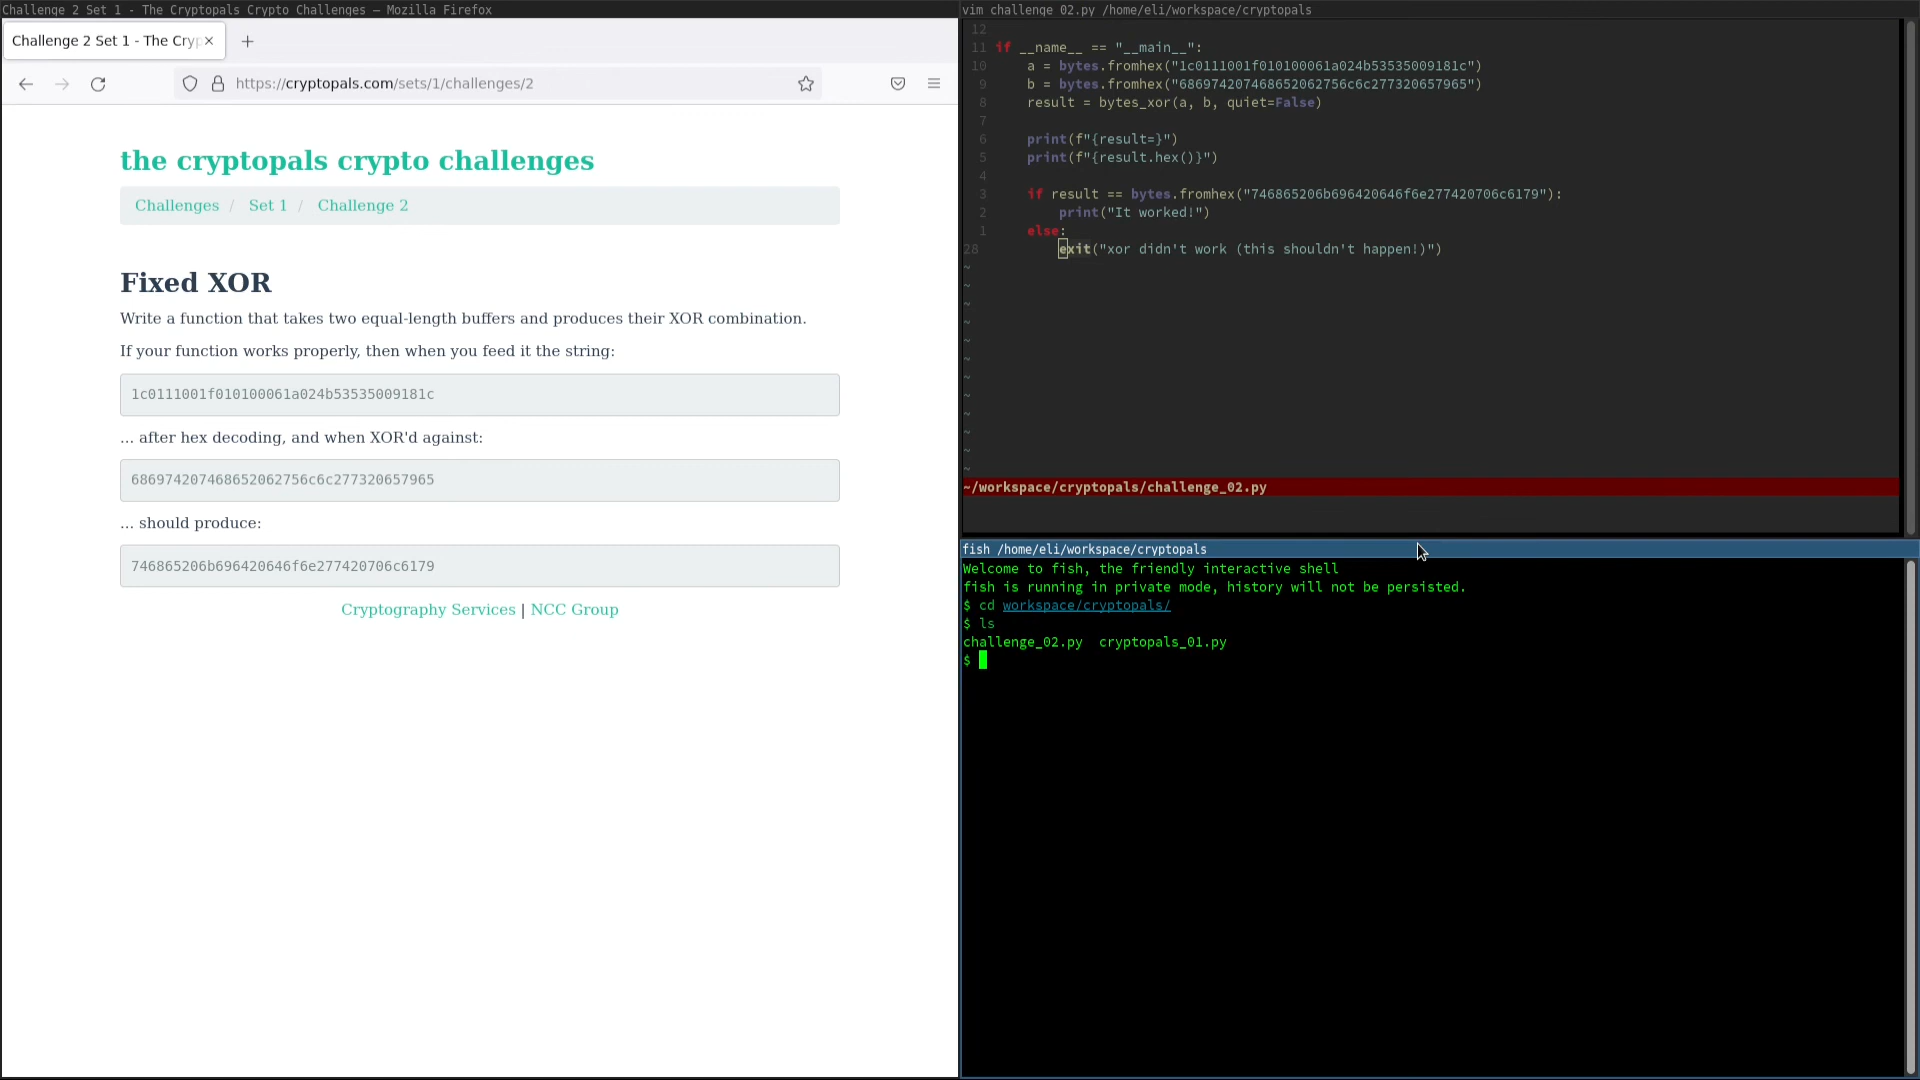 Challenge 2 Set 1 - The Cryptopals Crypto Challenges — Mozilla Firefox
Challenge 2 Set 1 - The Cryp
https://cryptopals.com/sets/1/challenges/2
the cryptopals crypto challenges
Challenges / Set 1 / Challenge 2
Fixed XOR
Write a function that takes two equal-length buffers and produces their XOR combination.
If your function works properly, then when you feed it the string:
1c0111001f010100061a024b53535009181c
... after hex decoding, and when XOR'd against:
686974207468652062756c6c277320657965
... should produce:
746865206b696420646f6e277420706c6179
Cryptography Services | NCC Group
vim challenge_02.py /home/eli/workspace/cryptopals
12
11 if __name__ == "__main__":
10     a = bytes.fromhex("1c0111001f010100061a024b53535009181c")
9     b = bytes.fromhex("686974207468652062756c6c277320657965")
8     result = bytes_xor(a, b, quiet=False)
7
6     print(f"{result=}")
5     print(f"{result.hex()}")
4
3     if result == bytes.fromhex("746865206b696420646f6e277420706c6179"):
2         print("It worked!")
1     else:
28         exit("xor didn't work (this shouldn't happen!)")
~
~
~
~
~
~
~
~
~
~
~
~
~/workspace/cryptopals/challenge_02.py
fish /home/eli/workspace/cryptopals
Welcome to fish, the friendly interactive shell
fish is running in private mode, history will not be persisted.
$ cd workspace/cryptopals/
$ ls
challenge_02.py  cryptopals_01.py
$